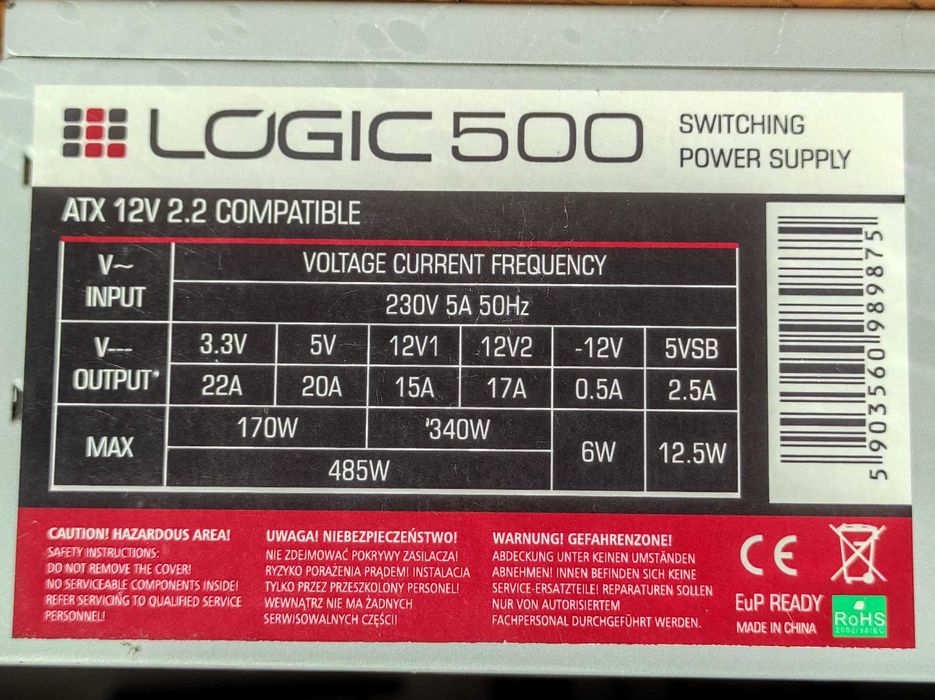 LOGIC 500
SWITCHING
POWER SUPPLY
ATX 12V 2.2 COMPATIBLE
V~
INPUT
VOLTAGE CURRENT FREQUENCY
230V 5A 50Hz
V---
OUTPUT*
3.3V 5V 12V1 12V2 -12V 5VSB
22A 20A 15A 17A 0.5A 2.5A
MAX
170W 340W
485W
6W 12.5W
5903560989875
CAUTION! HAZARDOUS AREA!
SAFETY INSTRUCTIONS:
DO NOT REMOVE THE COVER!
NO SERVICEABLE COMPONENTS INSIDE!
REFER SERVICING TO QUALIFIED SERVICE
PERSONNEL!
UWAGA! NIEBEZPIECZEŃSTWO!
NIE ZDEJMOWAĆ POKRYWY ZASILACZA!
RYZYKO PORAŻENIA PRĄDEM! INSTALACJA
TYLKO PRZEZ PRZESZKOLONY PERSONEL!
WEWNĄTRZ NIE MA ŻADNYCH
SERWISOWALNYCH CZĘŚCI!
WARNUNG! GEFAHRENZONE!
ABDECKUNG UNTER KEINEN UMSTÄNDEN
ABNEHMEN! INNEN BEFINDEN SICH KEINE
SERVICE-ERSATZTEILE! REPARATUREN SOLLEN
NUR VON AUTORISIERTEM
FACHPERSONAL DURCHGEFÜHRT WERDEN.
CE
EuP READY
MADE IN CHINA
RoHS
2002/95/EC